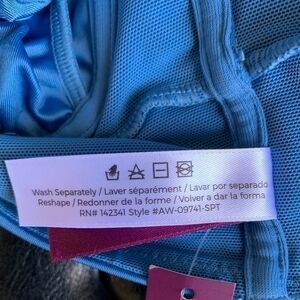 Wash Separately / Laver séparément / Lavar por separado
Reshape / Redonner de la forme / Volver a dar la forma
RN# 142341 Style #AW-09741-SPT